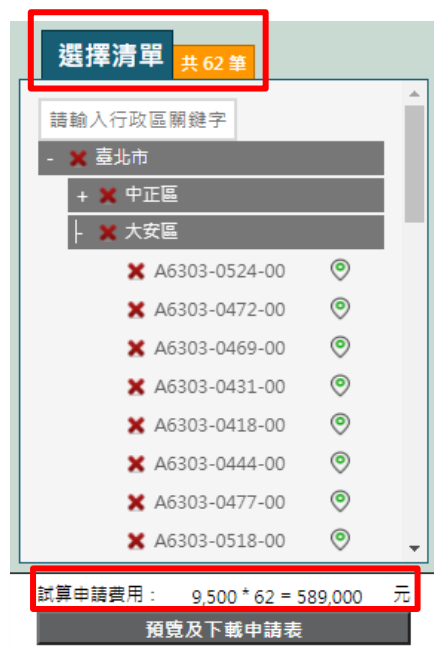 選擇清單 共 62 筆
請輸入行政區關鍵字
- 臺北市
+ 中正區
- 大安區
A6303-0524-00
A6303-0472-00
A6303-0469-00
A6303-0431-00
A6303-0418-00
A6303-0444-00
A6303-0477-00
A6303-0518-00
試算申請費用： 9,500 * 62 = 589,000 元
預覽及下載申請表